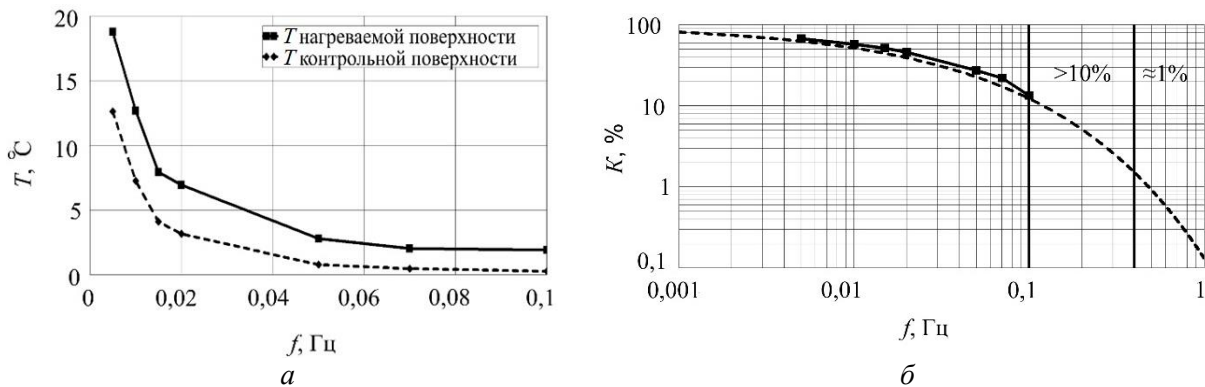 20
15
10
5
0
T, °C
T нагреваемой поверхности
T контрольной поверхности
0 0,02 0,04 0,06 0,08 0,1
f, Гц
а
100
10
1
0,1
K, %
>10% ≈1%
0,001 0,01 0,1 1
f, Гц
б